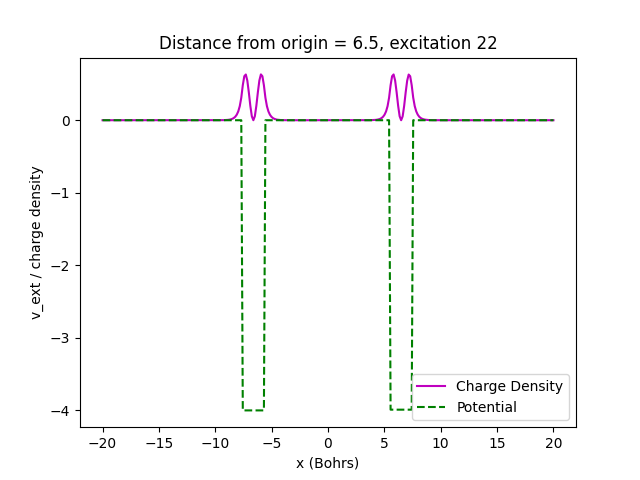 Distance from origin = 6.5, excitation 22
v_ext / charge density
0
−1
−2
−3
−4
Charge Density
Potential
−20 −15 −10 −5 0 5 10 15 20
x (Bohrs)